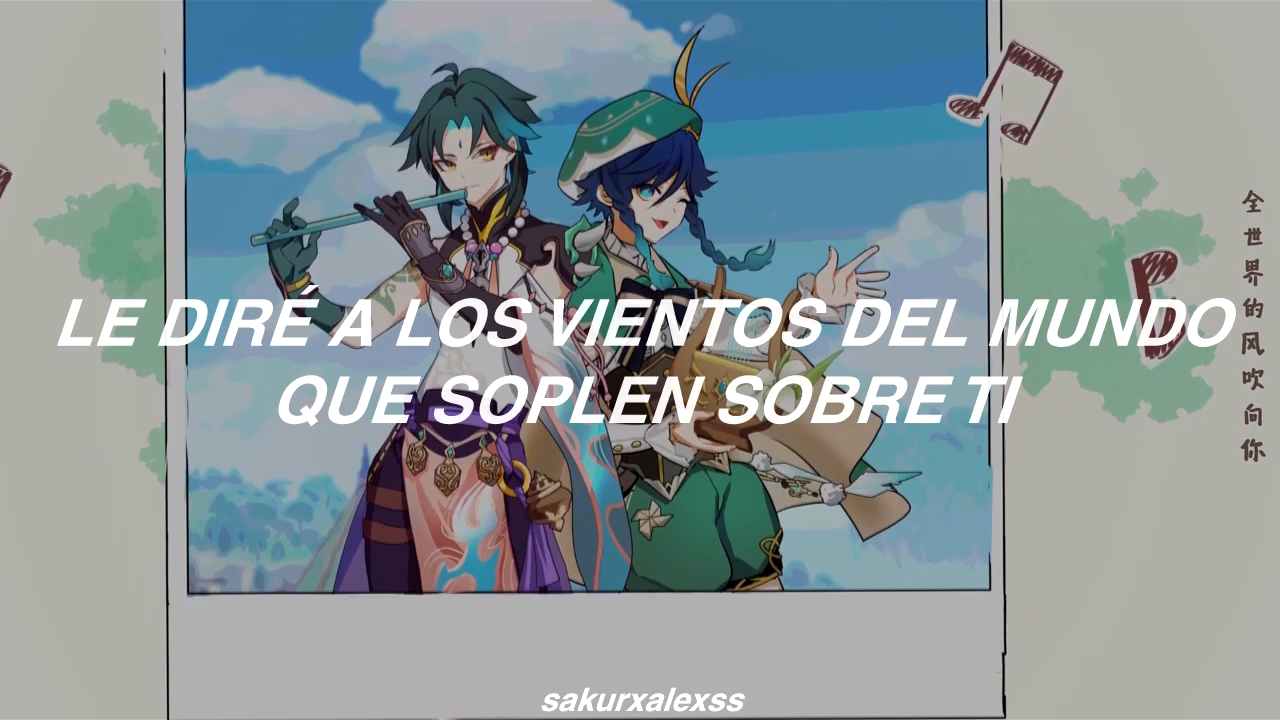 LE DIRÉ A LOS VIENTOS DEL MUNDO
QUE SOPLEN SOBRE TI
全世界的风吹向你
sakurxalexss